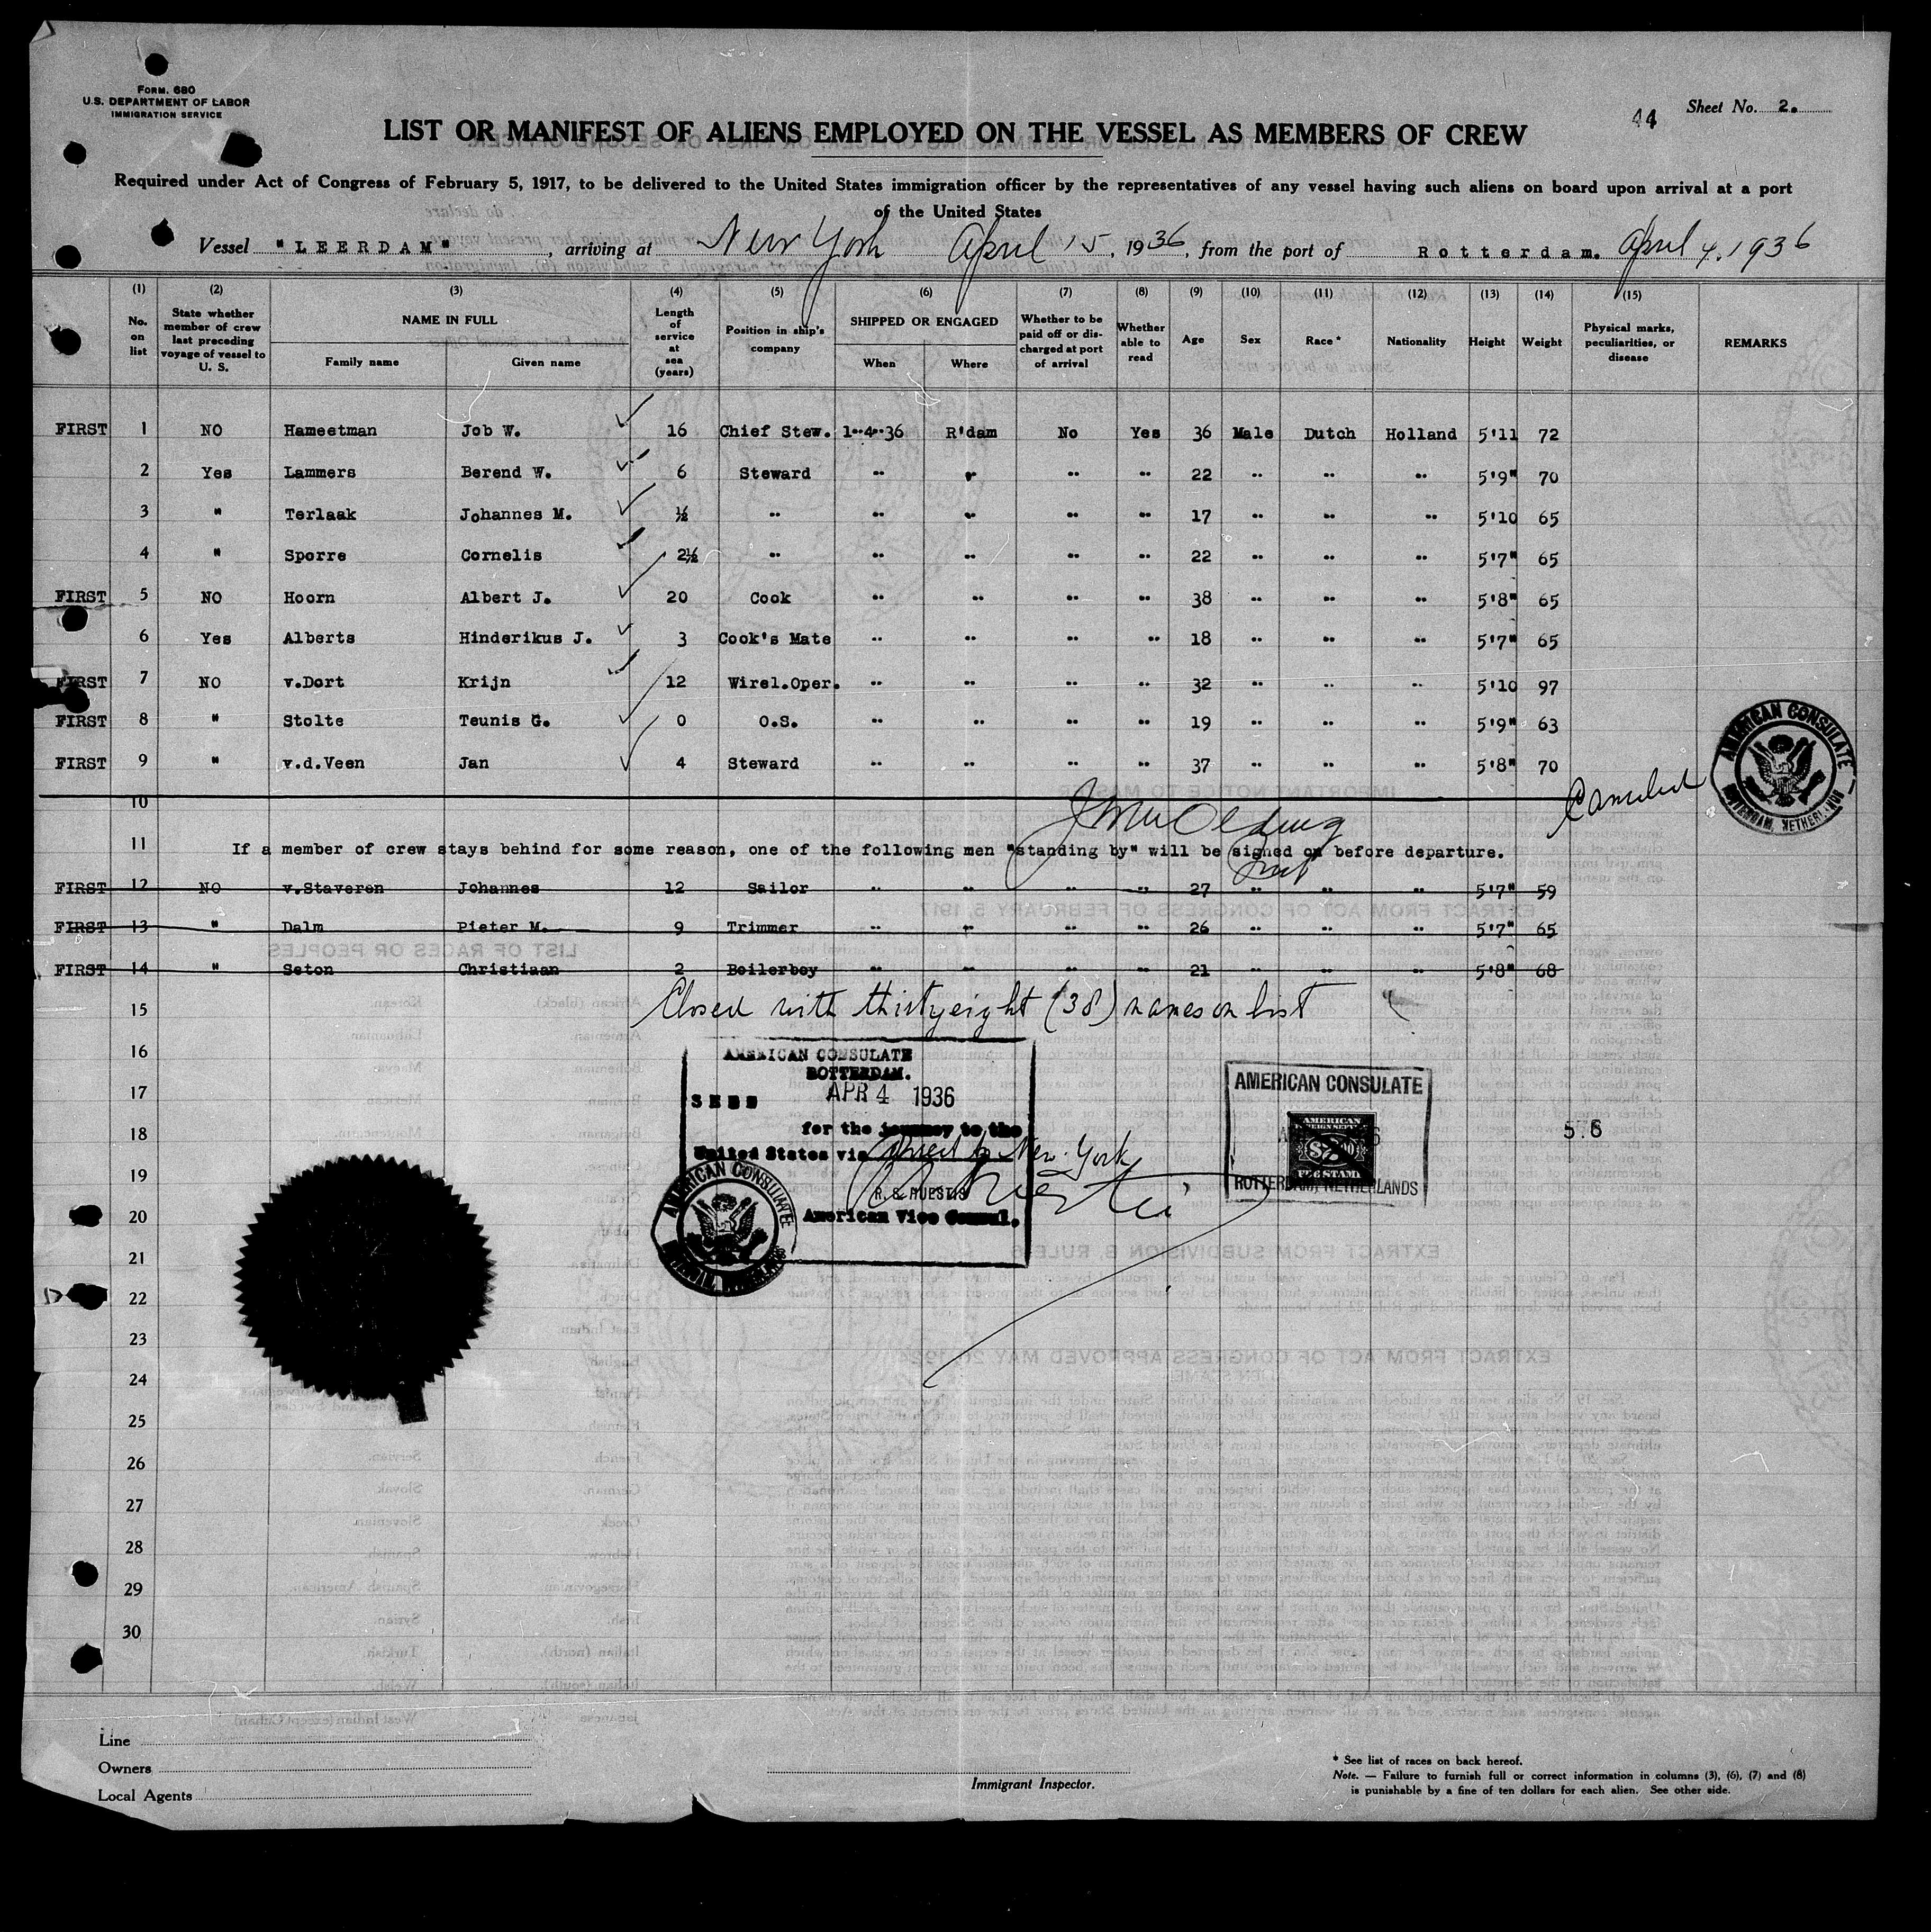 FORM. 680
U.S. DEPARTMENT OF LABOR
IMMIGRATION SERVICE
44
Sheet No. 2.
LIST OR MANIFEST OF ALIENS EMPLOYED ON THE VESSEL AS MEMBERS OF CREW
Required under Act of Congress of February 5, 1917, to be delivered to the United States immigration officer by the representatives of any vessel having such aliens on board upon arrival at a port
of the United States
Vessel "LEERDAM", arriving at New York April 15, 1936, from the port of Rotterdam. April 4, 1936
(1) (2) (3) (4) (5) (6) (7) (8) (9) (10) (11) (12) (13) (14) (15)
No. on list
State whether member of crew last preceding voyage of vessel to U. S.
NAME IN FULL
Family name Given name
Length of service at sea (years)
Position in ship's company
SHIPPED OR ENGAGED
When Where
Whether to be paid off or discharged at port of arrival
Whether able to read
Age Sex Race* Nationality Height Weight
Physical marks, peculiarities, or disease
REMARKS
FIRST 1 NO Hameetman Job W. 16 Chief Stew. 1-4-36 R'dam No Yes 36 Male Dutch Holland 5'11 72
2 Yes Lammers Berend W. 6 Steward " " " " 22 " " " 5'9" 70
3 " Terlaak Johannes M. ½ " " " " " 17 " " " 5'10 65
4 " Sporre Cornelis 2½ " " " " " 22 " " " 5'7" 65
FIRST 5 NO Hoorn Albert J. 20 Cook " " " " 38 " " " 5'8" 65
6 Yes Alberts Hinderikus J. 3 Cook's Mate " " " " 18 " " " 5'7" 65
FIRST 7 NO v.Dort Krijn 12 Wirel.Oper. " " " " 32 " " " 5'10 97
FIRST 8 " Stolte Teunis G. 0 O.S. " " " " 19 " " " 5'9" 63
FIRST 9 " v.d.Veen Jan 4 Steward " " " " 37 " " " 5'8" 70
10
Canceled
AMERICAN CONSULATE
ROTTERDAM, NETHERLANDS
11 If a member of crew stays behind for some reason, one of the following men "standing by" will be signed on before departure.
FIRST 12 NO v.Staveren Johannes 12 Sailor " " " " 27 " " " 5'7" 59
FIRST 13 " Dalm Pieter M. 9 Trimmer " " " " 26 " " " 5'7" 65
FIRST 14 " Seton Christiaan 2 Boilerboy " " " " 21 " " " 5'8" 68
15 Closed with thirtyeight (38) names on list
16
AMERICAN CONSULATE
ROTTERDAM.
17
SEEN APR 4 1936
18
for the journey to the
United States via direct to New York
19
R. S. HUESTIS
20
American Vice Consul.
AMERICAN CONSULATE
AMERICAN CONSULATE
AMERICAN
FEE STAMP
ROTTERDAM, NETHERLANDS
576
21
22
23
24
25
26
27
28
29
30
Line
Owners
Local Agents
Immigrant Inspector.
* See list of races on back hereof.
Note. — Failure to furnish full or correct information in columns (3), (6), (7) and (8)
is punishable by a fine of ten dollars for each alien. See other side.